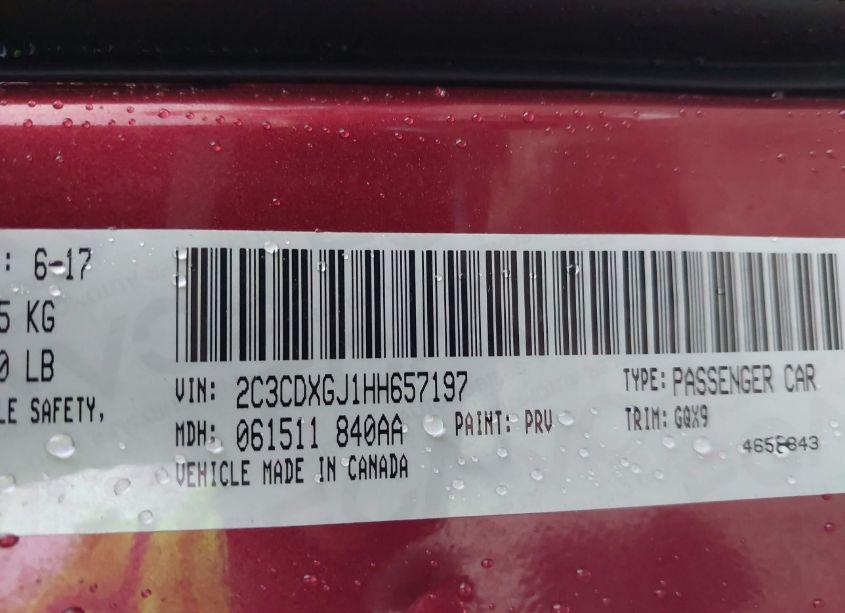 : 6-17
5 KG
0 LB
LE SAFETY,
VIN: 2C3CDXGJ1HH657197
TYPE: PASSENGER CAR
MDH: 061511 840AA
PAINT: PRV
TRIM: GQX9
VEHICLE MADE IN CANADA